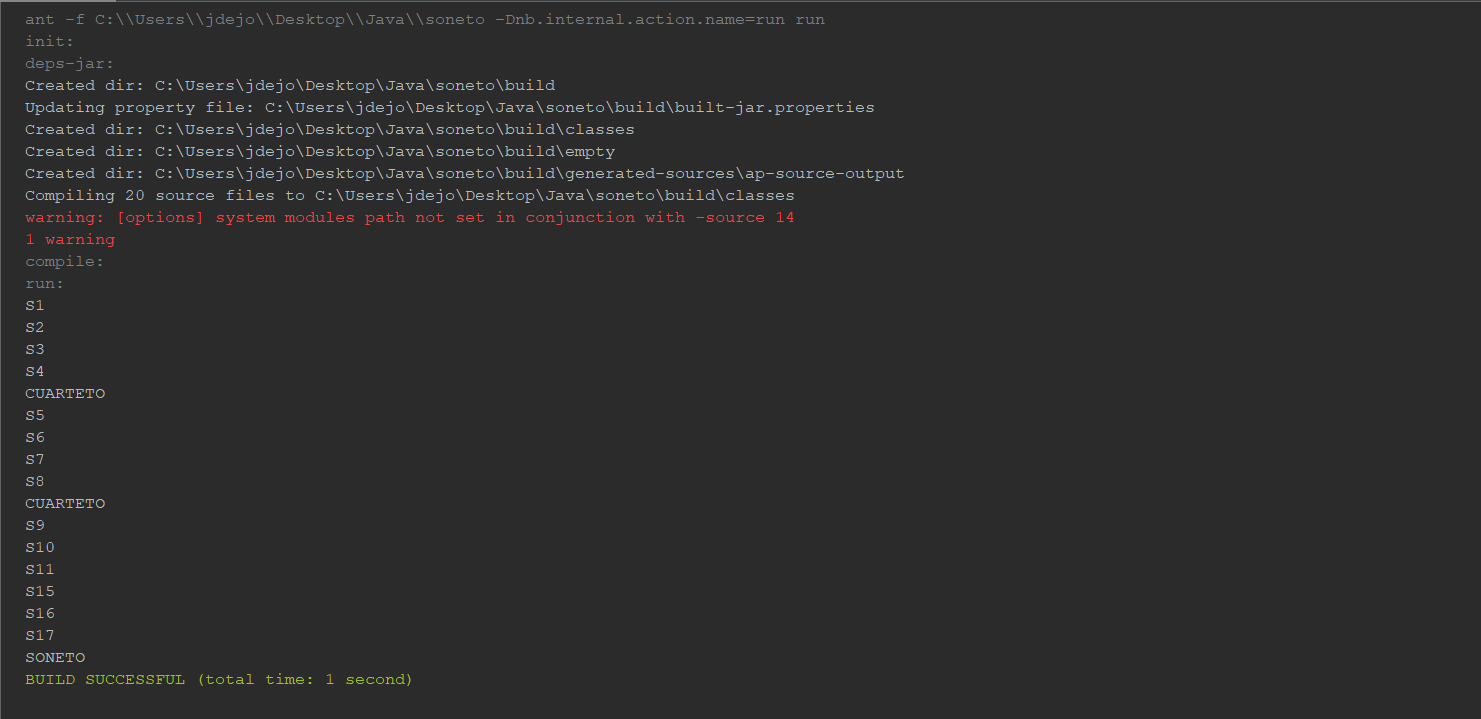 ant -f C:\\Users\\jdejo\\Desktop\\Java\\soneto -Dnb.internal.action.name=run run
init:
deps-jar:
Created dir: C:\Users\jdejo\Desktop\Java\soneto\build
Updating property file: C:\Users\jdejo\Desktop\Java\soneto\build\built-jar.properties
Created dir: C:\Users\jdejo\Desktop\Java\soneto\build\classes
Created dir: C:\Users\jdejo\Desktop\Java\soneto\build\empty
Created dir: C:\Users\jdejo\Desktop\Java\soneto\build\generated-sources\ap-source-output
Compiling 20 source files to C:\Users\jdejo\Desktop\Java\soneto\build\classes
warning: [options] system modules path not set in conjunction with -source 14
1 warning
compile:
run:
S1
S2
S3
S4
CUARTETO
S5
S6
S7
S8
CUARTETO
S9
S10
S11
S15
S16
S17
SONETO
BUILD SUCCESSFUL (total time: 1 second)